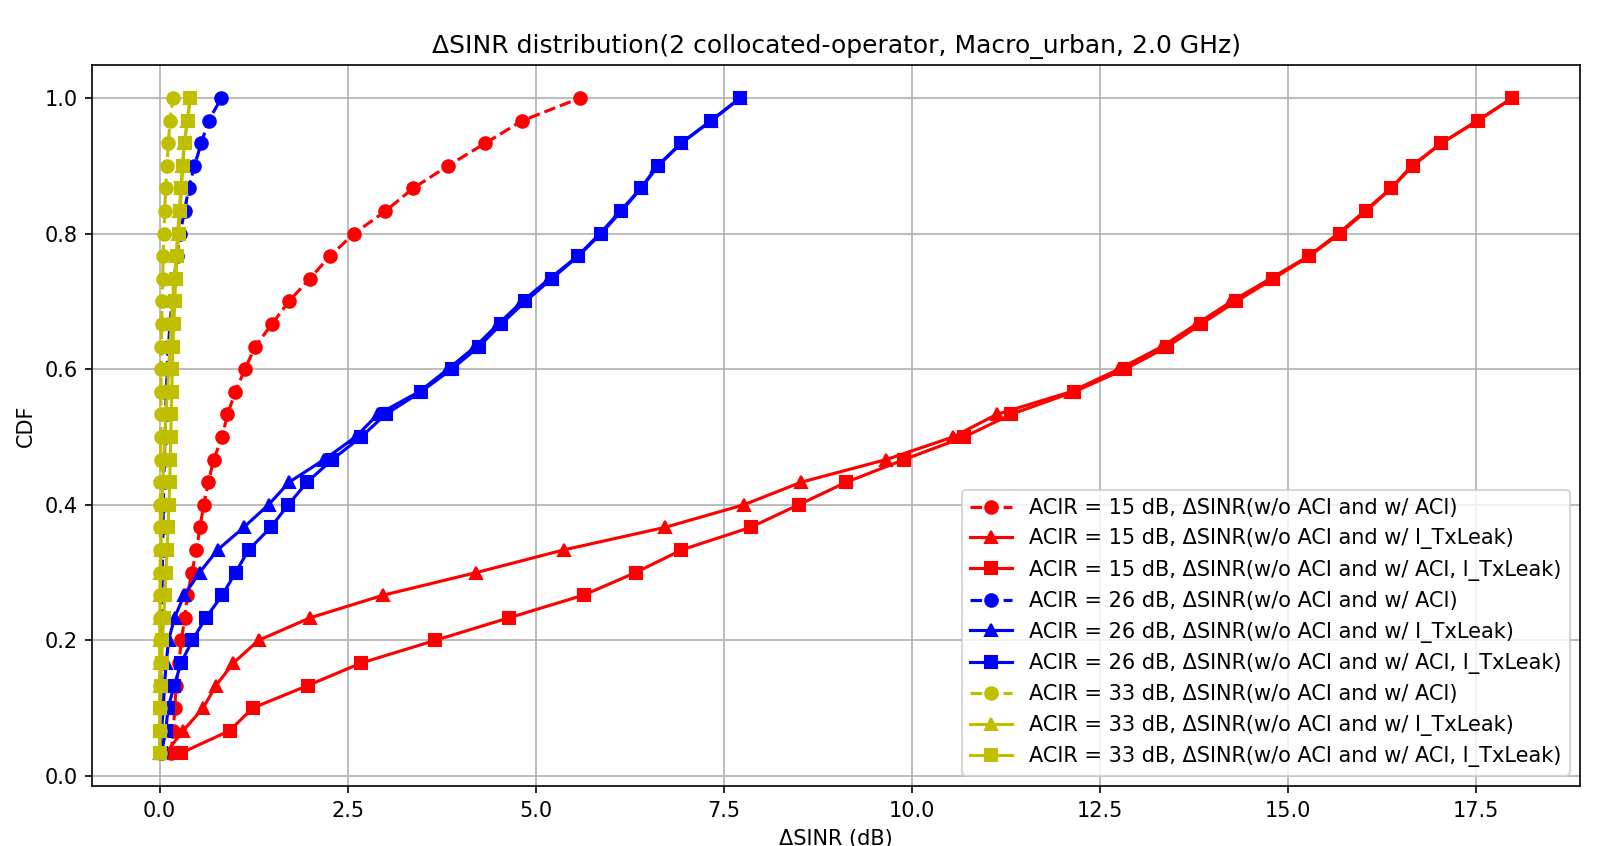 ΔSINR distribution(2 collocated-operator, Macro_urban, 2.0 GHz)
CDF
1.0
0.8
0.6
0.4
0.2
0.0
0.0 2.5 5.0 7.5 10.0 12.5 15.0 17.5
ΔSINR (dB)
ACIR = 15 dB, ΔSINR(w/o ACI and w/ ACI)
ACIR = 15 dB, ΔSINR(w/o ACI and w/ I_TxLeak)
ACIR = 15 dB, ΔSINR(w/o ACI and w/ ACI, I_TxLeak)
ACIR = 26 dB, ΔSINR(w/o ACI and w/ ACI)
ACIR = 26 dB, ΔSINR(w/o ACI and w/ I_TxLeak)
ACIR = 26 dB, ΔSINR(w/o ACI and w/ ACI, I_TxLeak)
ACIR = 33 dB, ΔSINR(w/o ACI and w/ ACI)
ACIR = 33 dB, ΔSINR(w/o ACI and w/ I_TxLeak)
ACIR = 33 dB, ΔSINR(w/o ACI and w/ ACI, I_TxLeak)